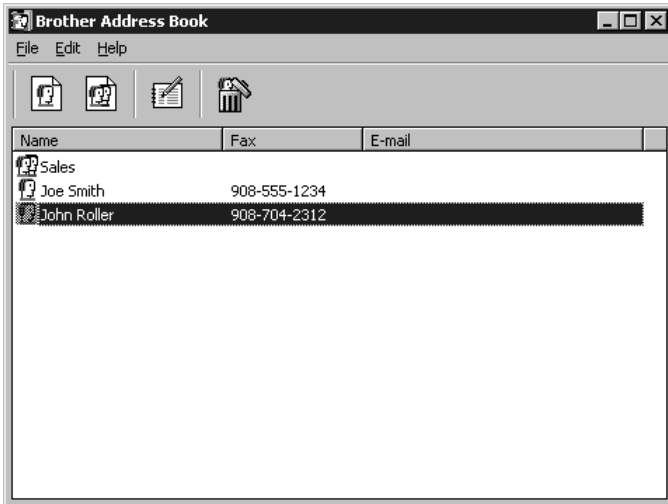 Brother Address Book
File Edit Help
Name Fax E-mail
Sales
Joe Smith 908-555-1234
John Roller 908-704-2312